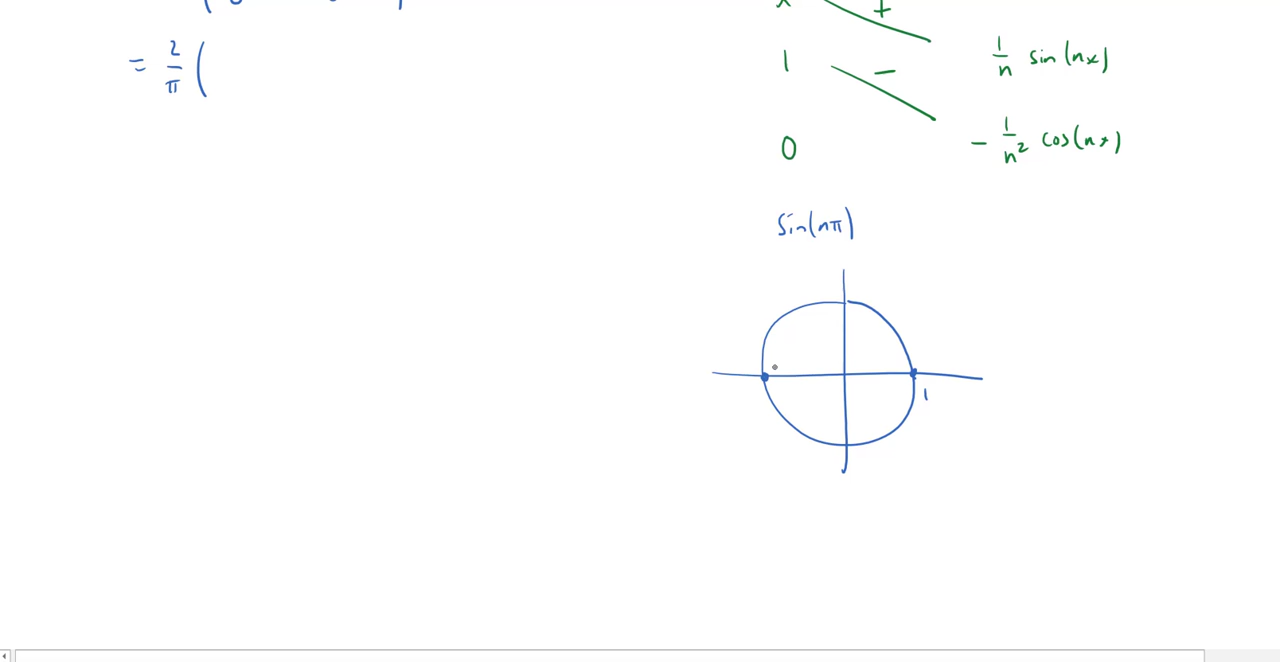 = 2/π (
+
1 − 1/n sin(nx)
0 − 1/n² cos(nx)
sin(nπ)
1